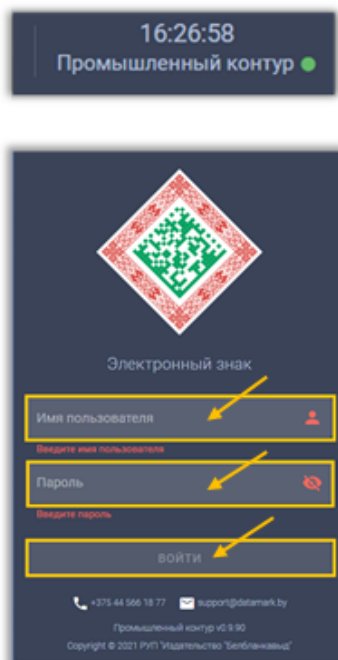 16:26:58
Промышленный контур
Электронный знак
Имя пользователя
Введите имя пользователя
Пароль
Введите пароль
ВОЙТИ
+375 44 566 18 77 support@datamark.by
Промышленный контур v0.9.90
Copyright © 2021 РУП "Издательство "Белбланкавыд"